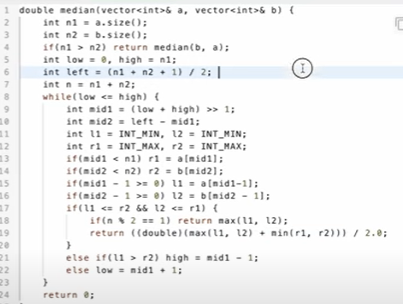 1 double median(vector<int>& a, vector<int>& b) {
2 int n1 = a.size();
3 int n2 = b.size();
4 if(n1 > n2) return median(b, a);
5 int low = 0, high = n1;
6 int left = (n1 + n2 + 1) / 2;
7 int n = n1 + n2;
8 while(low <= high) {
9 int mid1 = (low + high) >> 1;
10 int mid2 = left - mid1;
11 int l1 = INT_MIN, l2 = INT_MIN;
12 int r1 = INT_MAX, r2 = INT_MAX;
13 if(mid1 < n1) r1 = a[mid1];
14 if(mid2 < n2) r2 = b[mid2];
15 if(mid1 - 1 >= 0) l1 = a[mid1-1];
16 if(mid2 - 1 >= 0) l2 = b[mid2 - 1];
17 if(l1 <= r2 && l2 <= r1) {
18 if(n % 2 == 1) return max(l1, l2);
19 return ((double)(max(l1, l2) + min(r1, r2))) / 2.0;
20 }
21 else if(l1 > r2) high = mid1 - 1;
22 else low = mid1 + 1;
23 }
24 return 0;